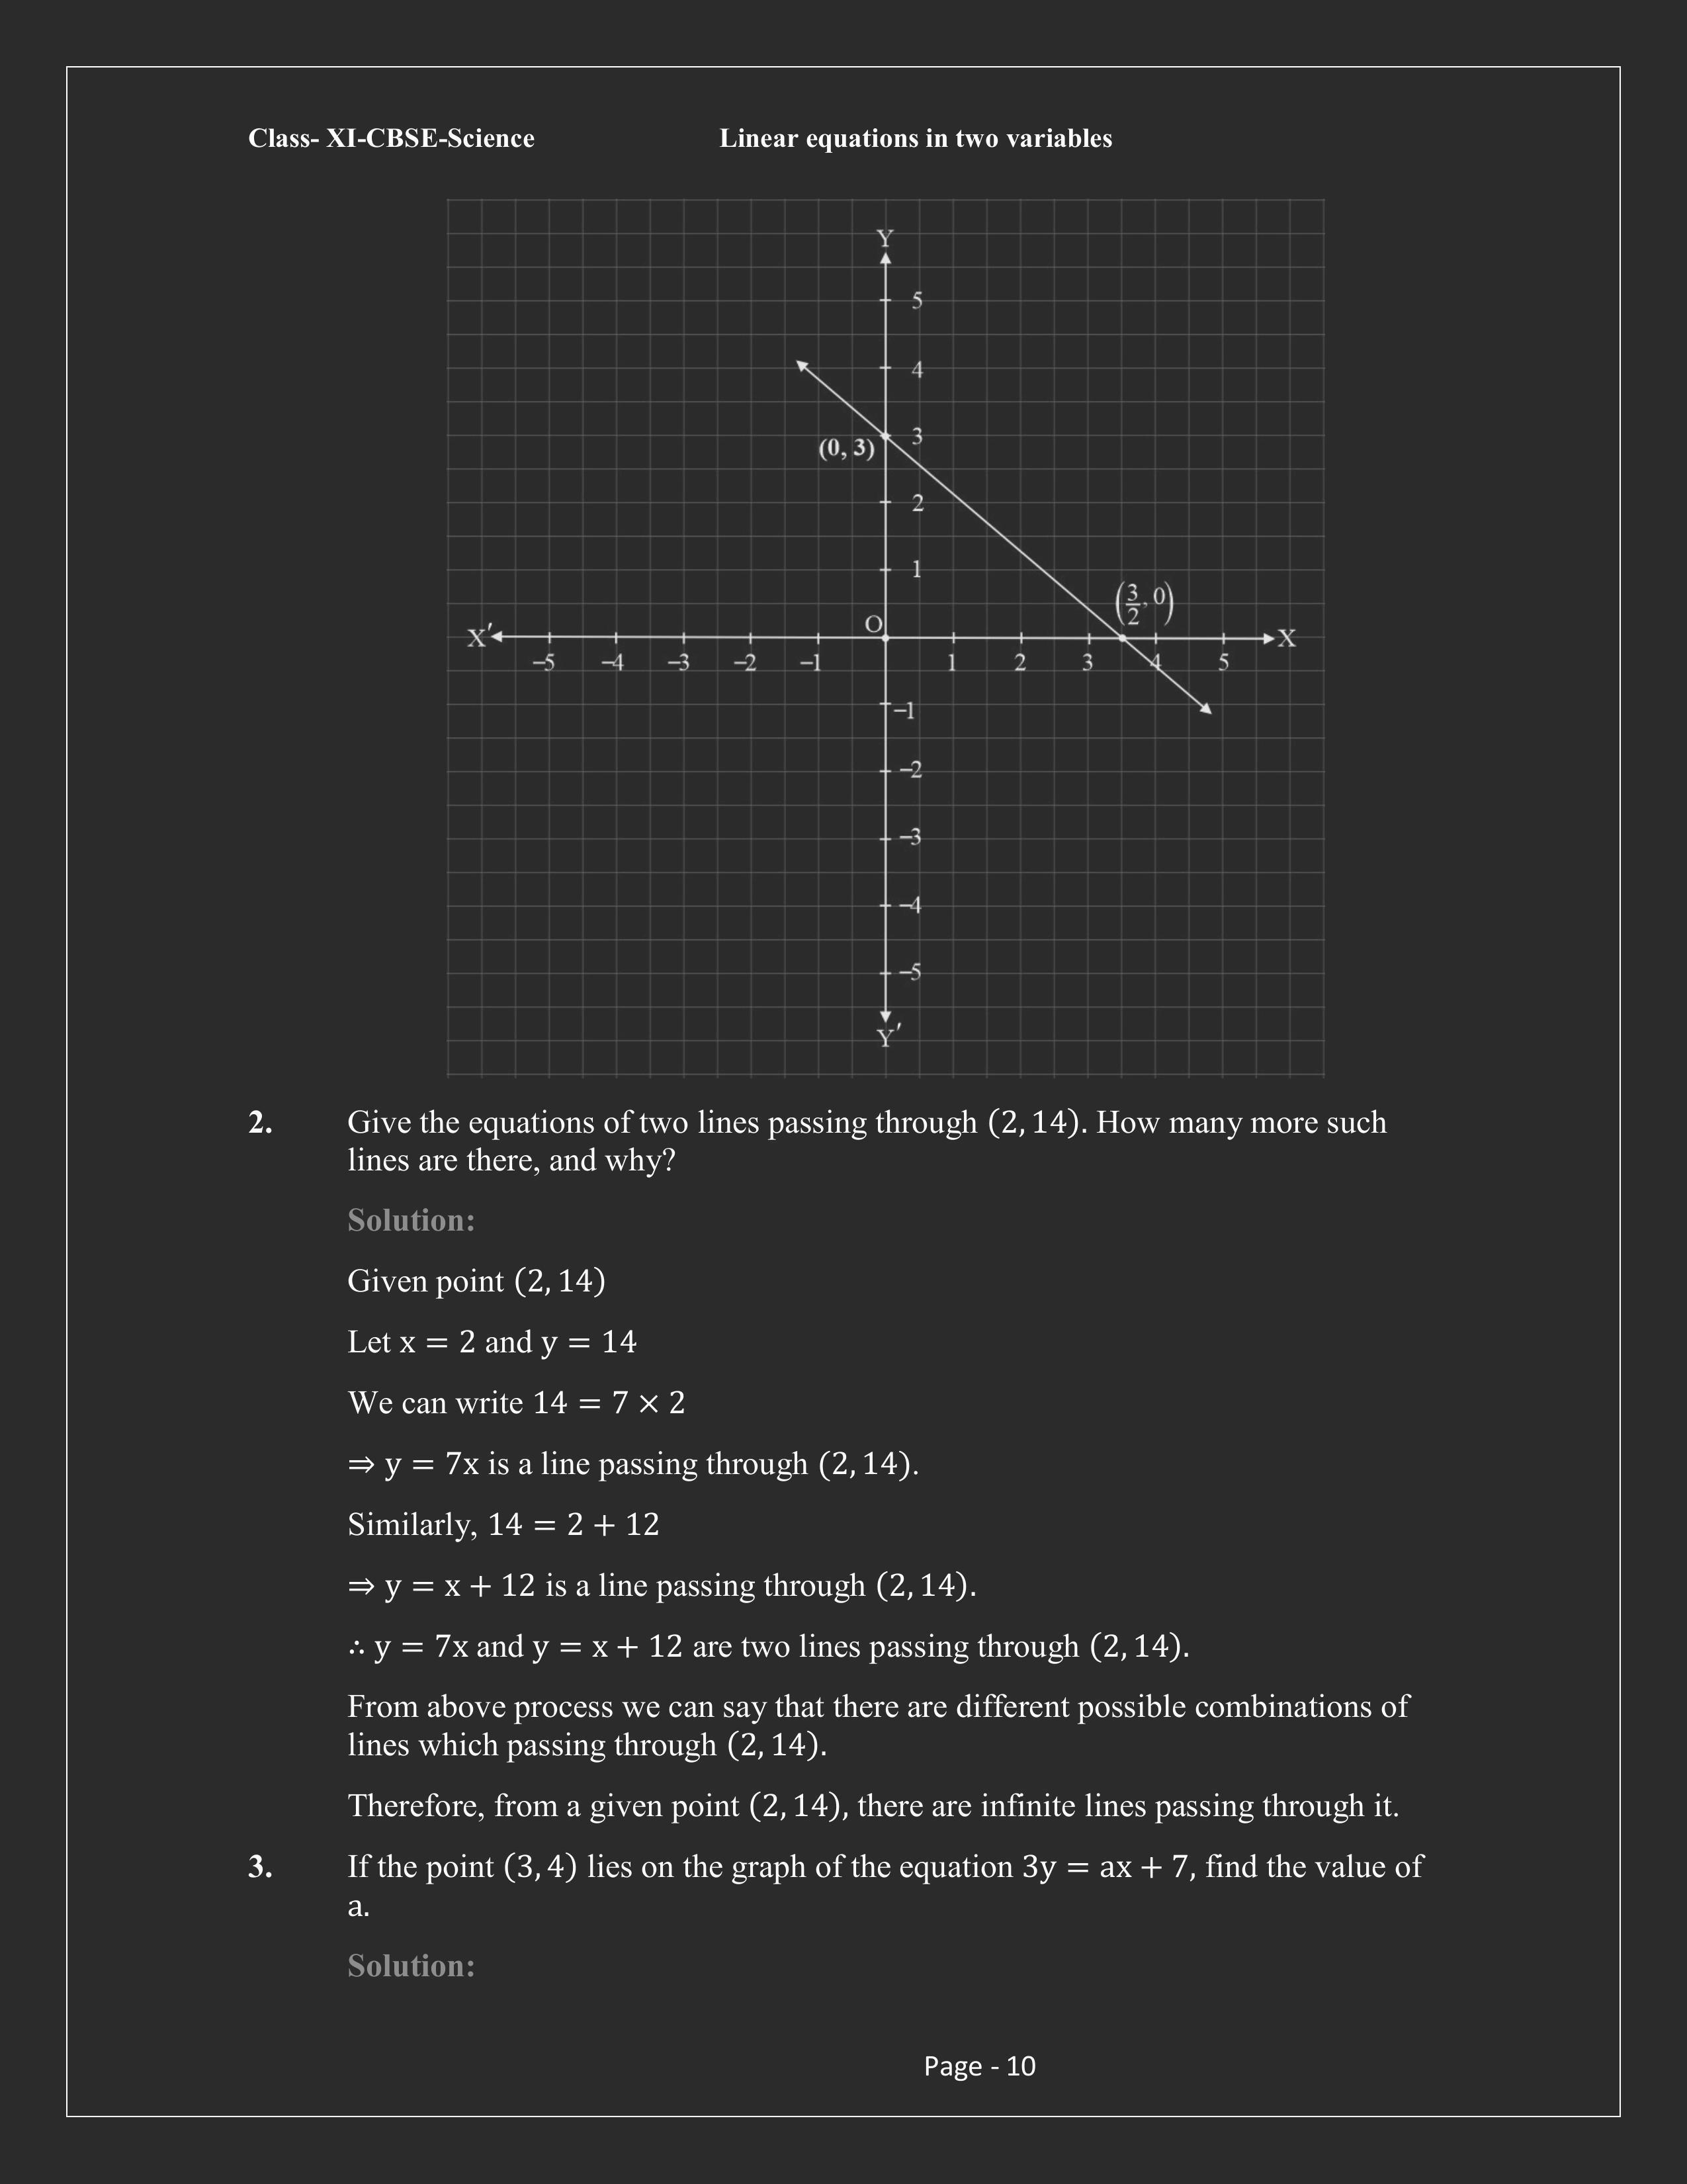 Class- XI-CBSE-Science Linear equations in two variables
Y
5
4
3
(0, 3)
2
1
(3/2, 0)
O
X′ X
–5 –4 –3 –2 –1 1 2 3 4 5
–1
–2
–3
–4
–5
Y′
2. Give the equations of two lines passing through (2, 14). How many more such
lines are there, and why?
Solution:
Given point (2, 14)
Let x = 2 and y = 14
We can write 14 = 7 × 2
⇒ y = 7x is a line passing through (2, 14).
Similarly, 14 = 2 + 12
⇒ y = x + 12 is a line passing through (2, 14).
∴ y = 7x and y = x + 12 are two lines passing through (2, 14).
From above process we can say that there are different possible combinations of
lines which passing through (2, 14).
Therefore, from a given point (2, 14), there are infinite lines passing through it.
3. If the point (3, 4) lies on the graph of the equation 3y = ax + 7, find the value of
a.
Solution:
Page - 10